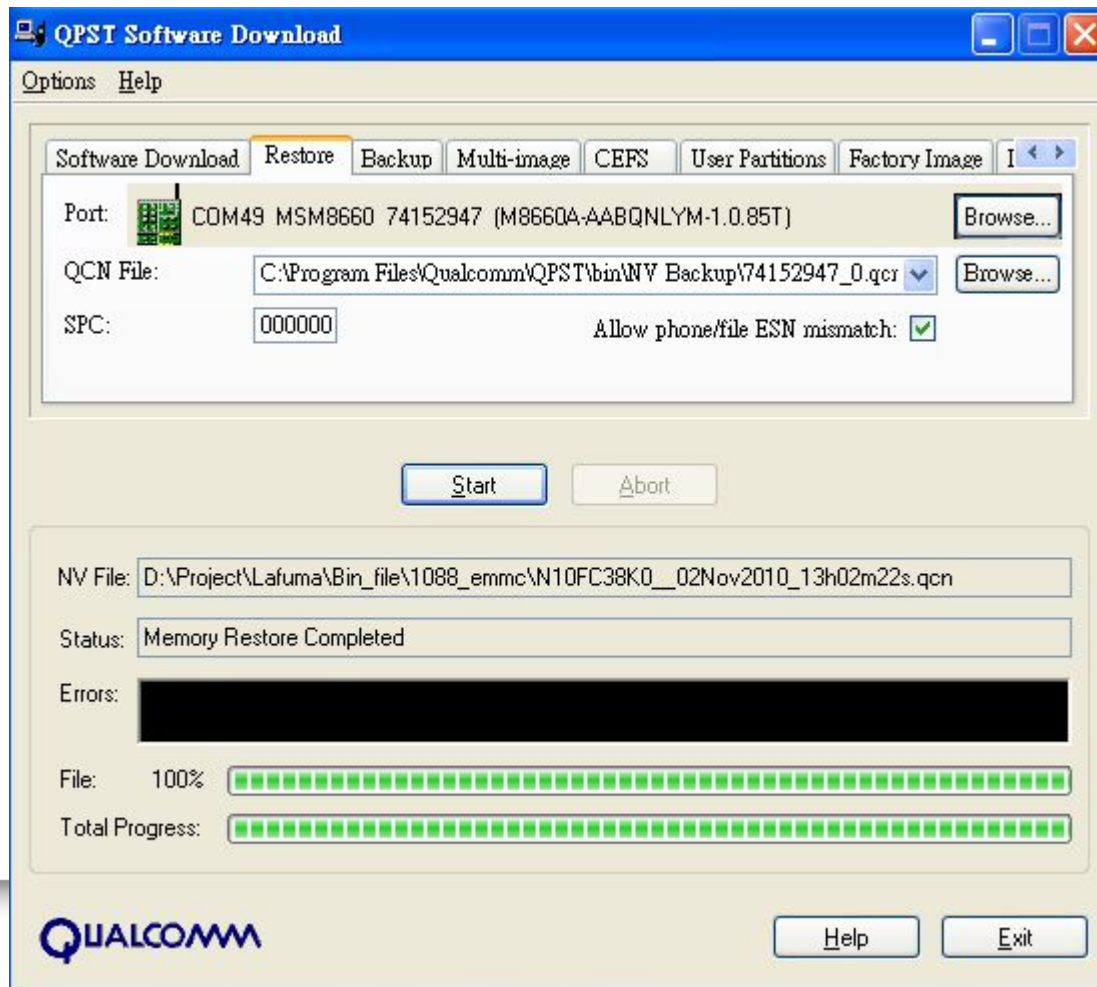 QPST Software Download
Options Help
Software Download Restore Backup Multi-image CEFS User Partitions Factory Image I
Port: COM49 MSM8660 74152947 (M8660A-AABQNLYM-1.0.85T) Browse...
QCN File: C:\Program Files\Qualcomm\QPST\bin\NV Backup\74152947_0.qcr Browse...
SPC: 000000 Allow phone/file ESN mismatch:
Start Abort
NV File: D:\Project\Lafuma\Bin_file\1088_emmc\N10FC38K0__02Nov2010_13h02m22s.qcn
Status: Memory Restore Completed
Errors:
File: 100%
Total Progress:
QUALCOMM Help Exit